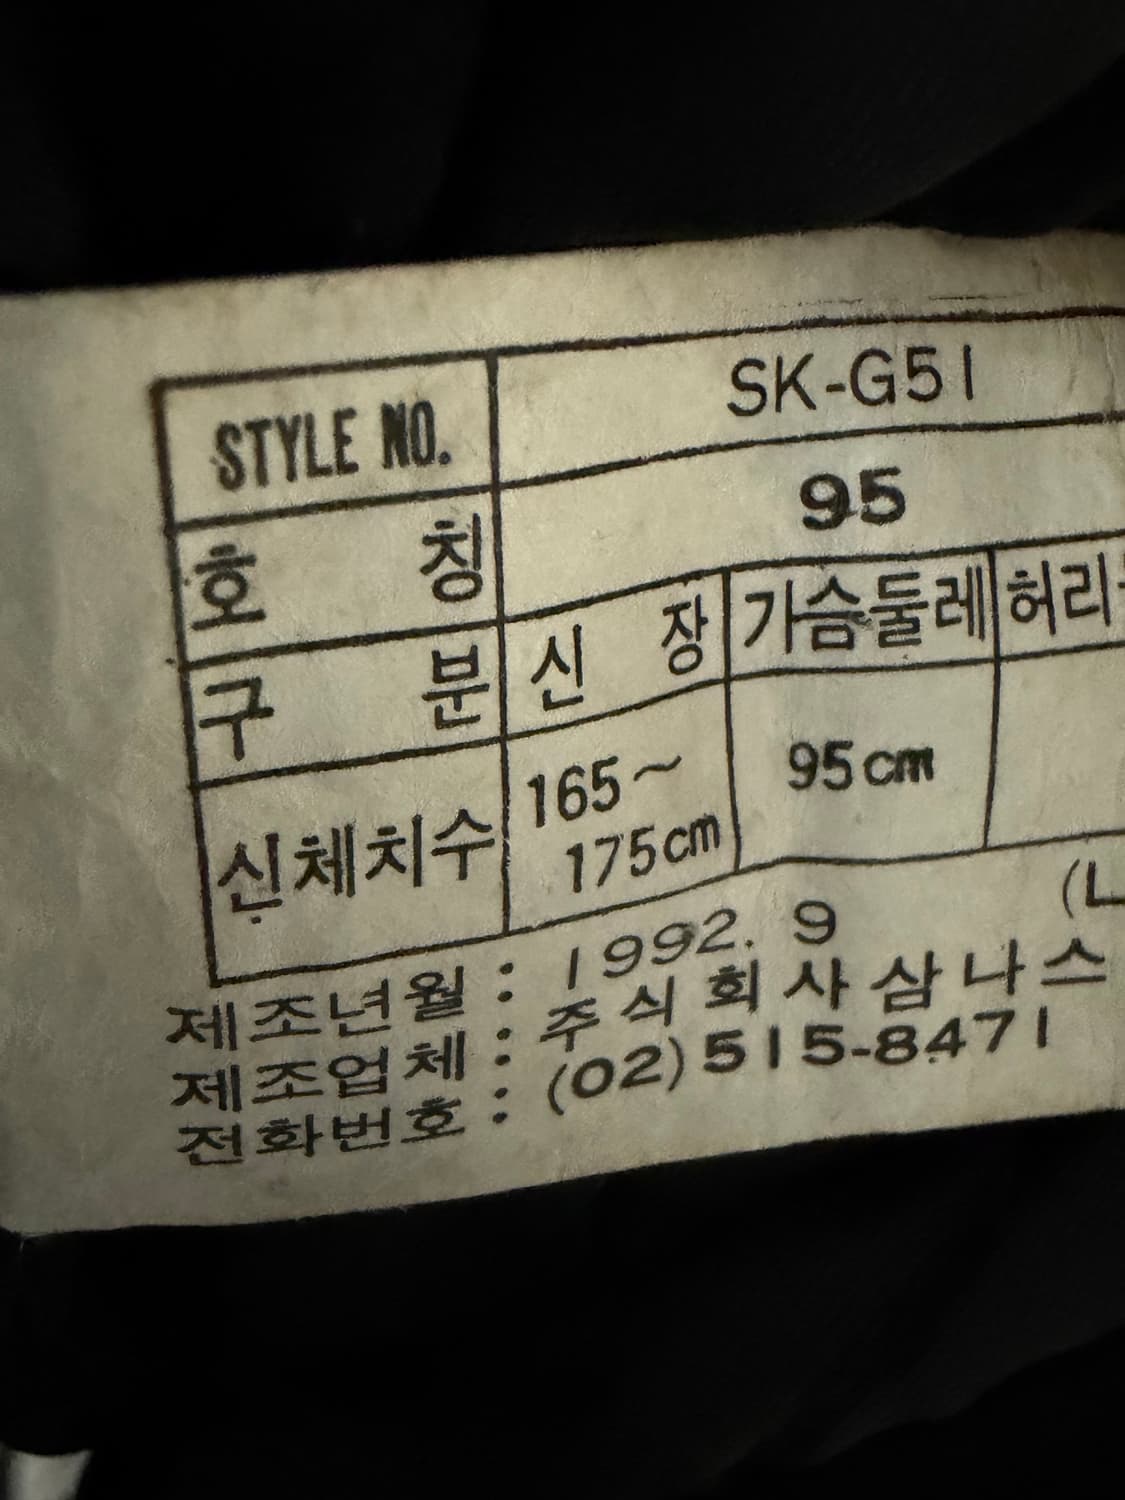 STYLE NO. SK-G51
호 칭 95
구 분 신 장 가슴둘레 허리
신체치수 165~175cm 95cm
제조년월 : 1992. 9
제조업체 : 주식회사삼나스
전화번호 : (02)515-8471